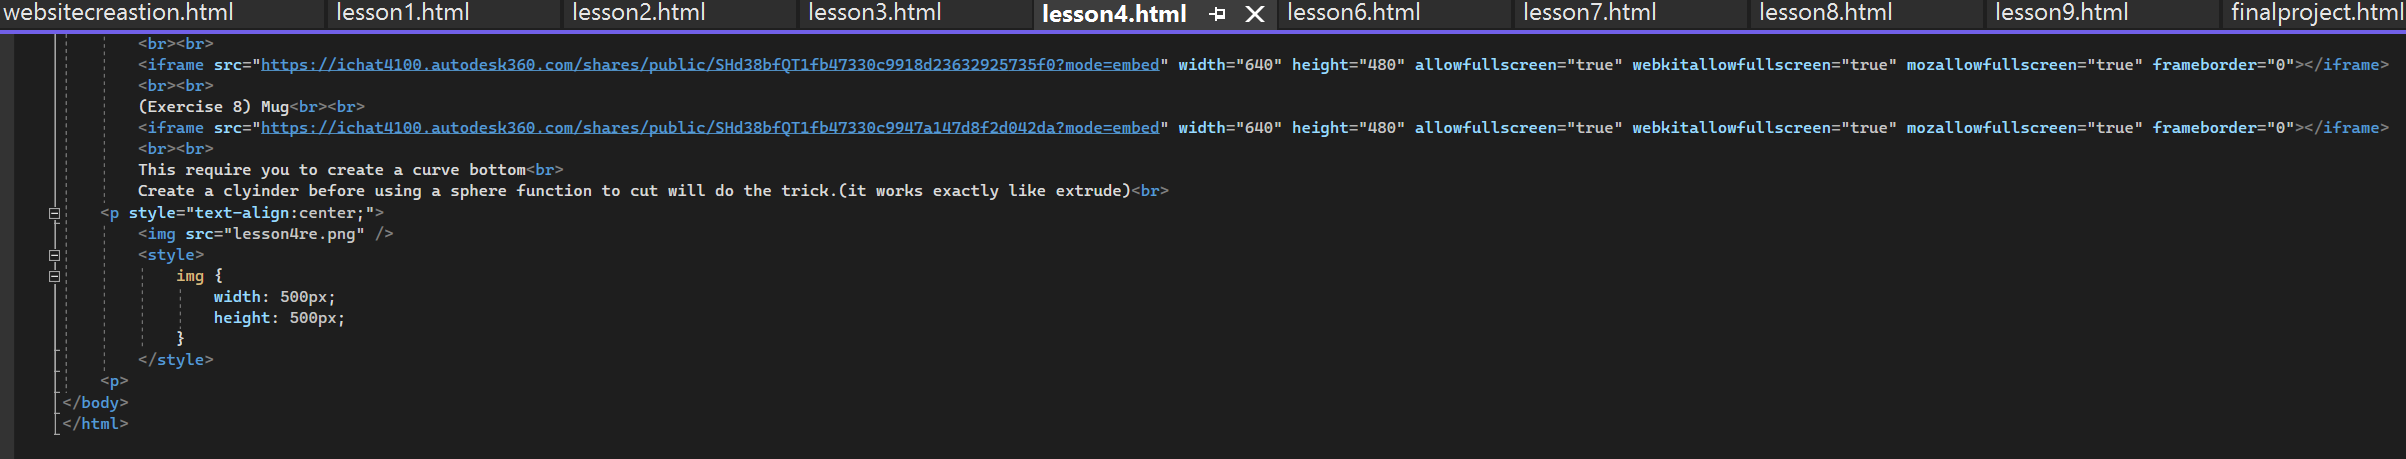 websitecreastion.html lesson1.html lesson2.html lesson3.html lesson4.html lesson6.html lesson7.html lesson8.html lesson9.html finalproject.html
<br><br>
<iframe src="https://ichat4100.autodesk360.com/shares/public/SHd38bfQT1fb47330c9918d23632925735f0?mode=embed" width="640" height="480" allowfullscreen="true" webkitallowfullscreen="true" mozallowfullscreen="true" frameborder="0"></iframe>
<br><br>
(Exercise 8) Mug<br><br>
<iframe src="https://ichat4100.autodesk360.com/shares/public/SHd38bfQT1fb47330c9947a147d8f2d042da?mode=embed" width="640" height="480" allowfullscreen="true" webkitallowfullscreen="true" mozallowfullscreen="true" frameborder="0"></iframe>
<br><br>
This require you to create a curve bottom<br>
Create a clyinder before using a sphere function to cut will do the trick.(it works exactly like extrude)<br>
<p style="text-align:center;">
<img src="lesson4re.png" />
<style>
img {
width: 500px;
height: 500px;
}
</style>
<p>
</body>
</html>